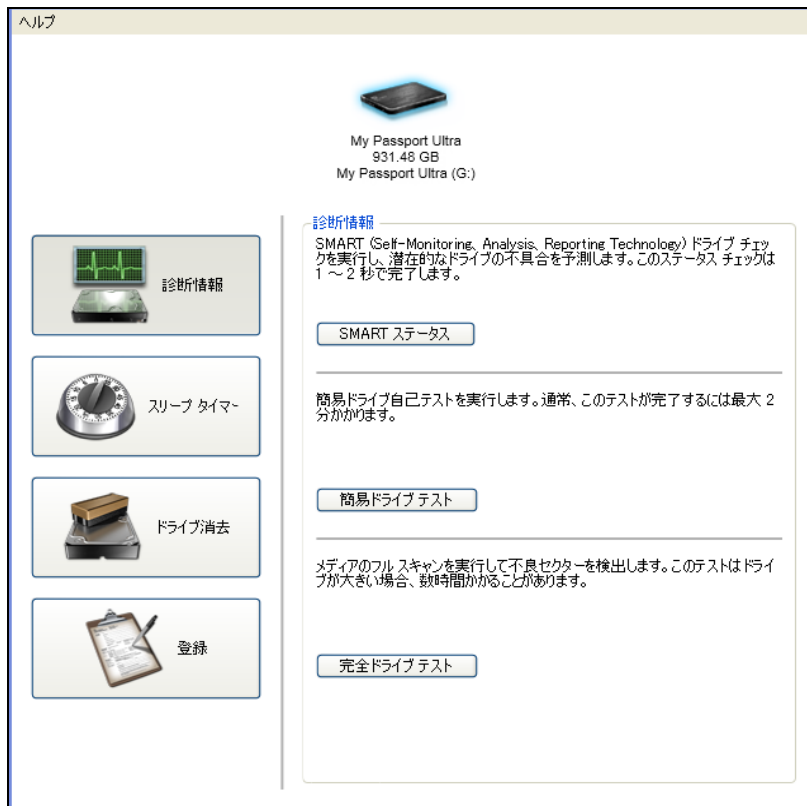 ヘルプ
My Passport Ultra
931.48 GB
My Passport Ultra (G:)
診断情報
スリープ タイマー
ドライブ消去
登録
診断情報
SMART (Self-Monitoring, Analysis, Reporting Technology) ドライブ チェッ
クを実行し、潜在的なドライブの不具合を予測します。このステータス チェックは
1 ～ 2 秒で完了します。
SMART ステータス
簡易ドライブ自己テストを実行します。通常、このテストが完了するには最大 2
分かかります。
簡易ドライブ テスト
メディアのフル スキャンを実行して不良セクターを検出します。このテストはドライ
ブが大きい場合、数時間かかることがあります。
完全ドライブ テスト